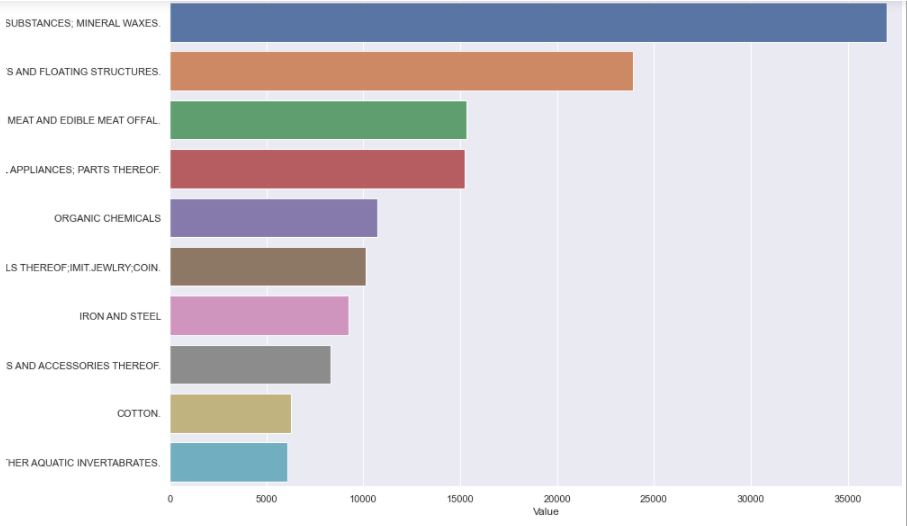 SUBSTANCES; MINERAL WAXES.
S AND FLOATING STRUCTURES.
MEAT AND EDIBLE MEAT OFFAL.
APPLIANCES; PARTS THEREOF.
ORGANIC CHEMICALS
LS THEREOF;IMIT.JEWLRY;COIN.
IRON AND STEEL
S AND ACCESSORIES THEREOF.
COTTON.
HER AQUATIC INVERTABRATES.
0 5000 10000 15000 20000 25000 30000 35000
Value